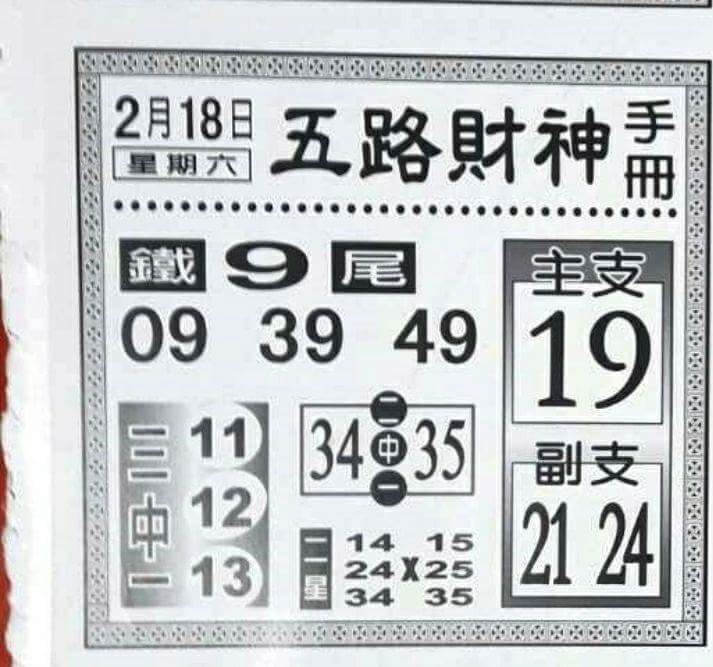 2月18日
星期六
五路財神
手冊
鐵9尾
09 39 49
主支
19
三中一
11
12
13
34 二中一 35
副支
21 24
二星
14 15
24 X 25
34 35